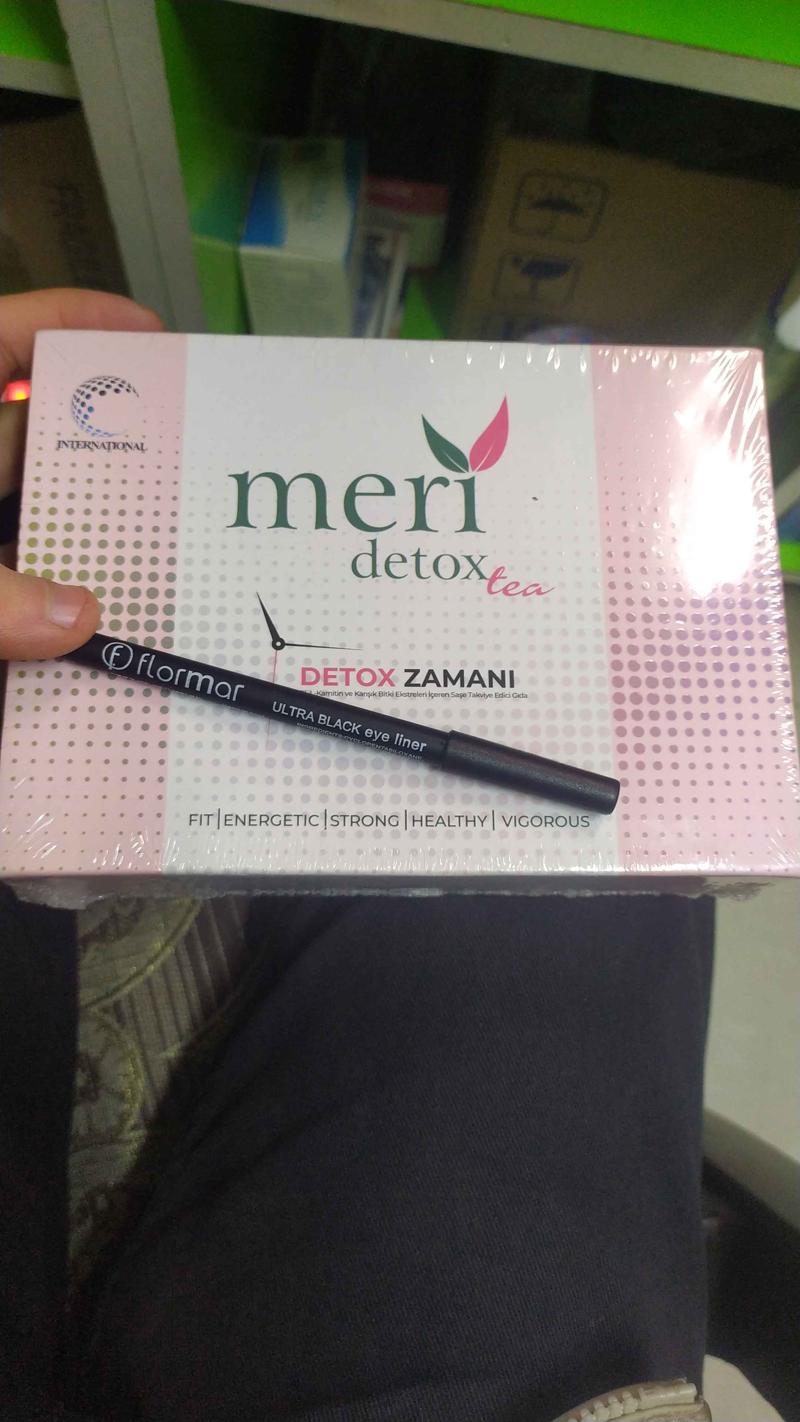 INTERNATIONAL
meri
detox
tea
DETOX ZAMANI
-Karnitin ve Karışık Bitki Ekstreleri İçeren Saşe Takviye Edici Gıda
flormar
ULTRA BLACK eye liner
FIT|ENERGETIC|STRONG|HEALTHY|VIGOROUS